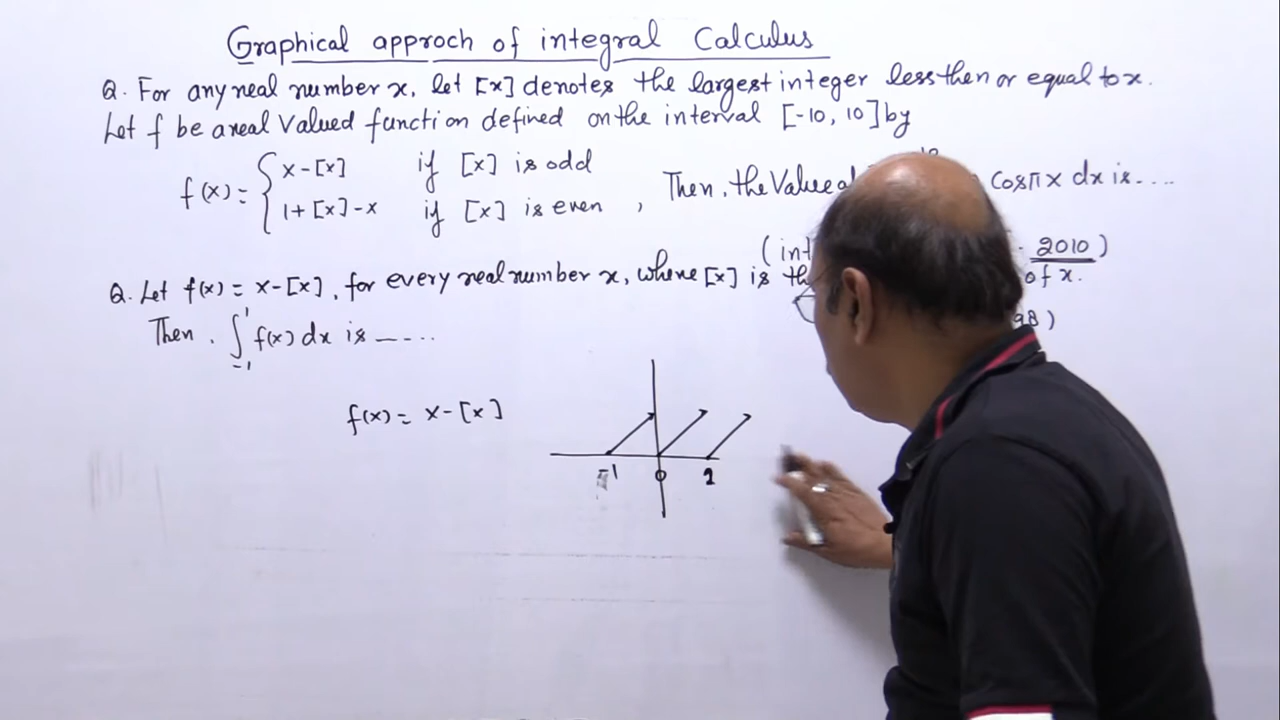 Graphical approch of integral Calculus
Q. For any real number x, let [x] denotes the largest integer less then or equal to x.
Let f be a real Valued function defined on the interval [-10, 10] by
f(x) = { x - [x] if [x] is odd
1 + [x] - x if [x] is even , Then, the Value cosπx dx is ....
2010 )
Q. Let f(x) = x - [x], for every real number x, where [x] is of x.
Then, ∫₋₁¹ f(x) dx is ----..
98 )
f(x) = x - [x]
-1 0 1